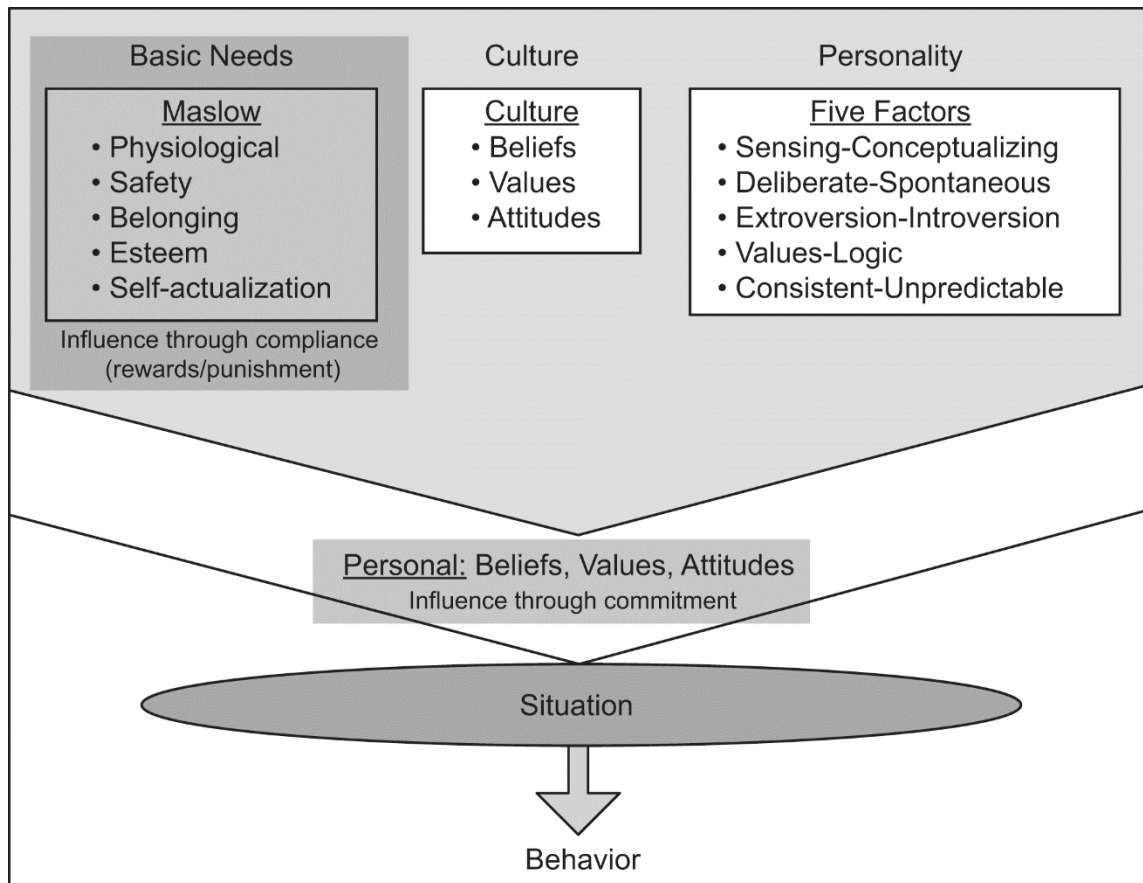 Basic Needs
Maslow
• Physiological
• Safety
• Belonging
• Esteem
• Self-actualization
Influence through compliance
(rewards/punishment)
Culture
Culture
• Beliefs
• Values
• Attitudes
Personality
Five Factors
• Sensing-Conceptualizing
• Deliberate-Spontaneous
• Extroversion-Introversion
• Values-Logic
• Consistent-Unpredictable
Personal: Beliefs, Values, Attitudes
Influence through commitment
Situation
Behavior